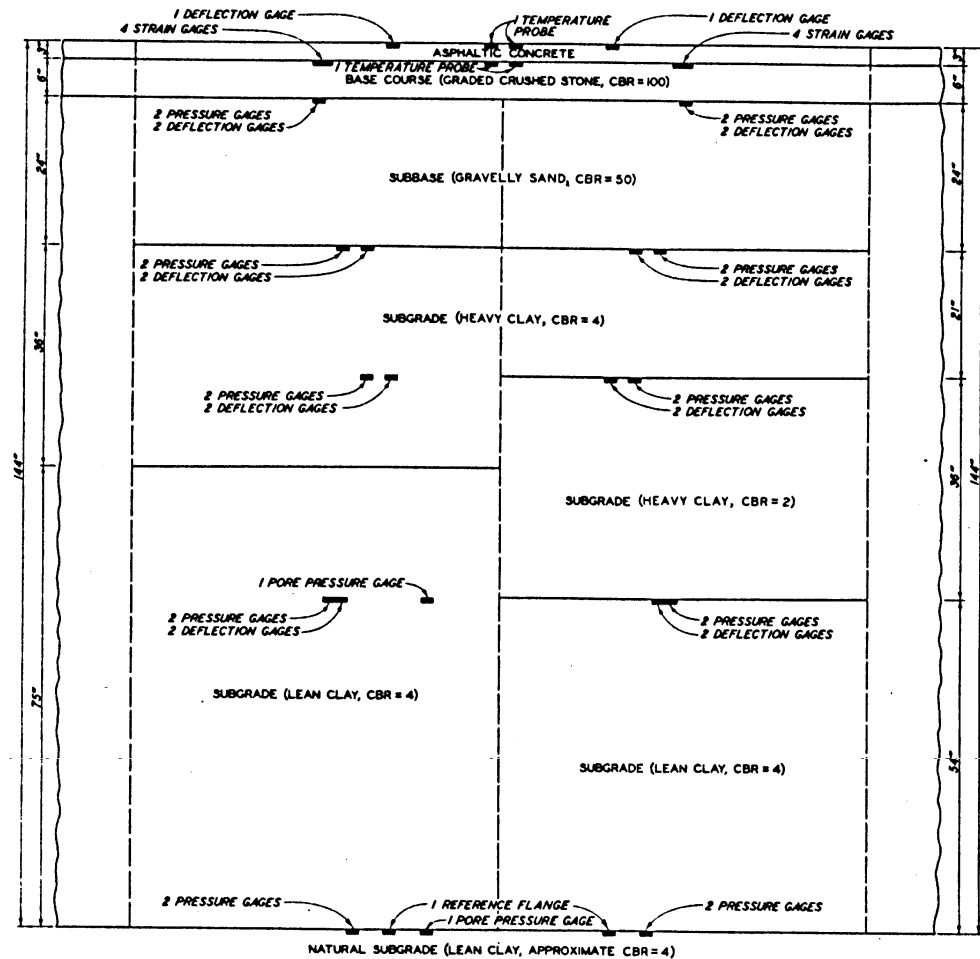 1 DEFLECTION GAGE
1 TEMPERATURE
PROBE
1 DEFLECTION GAGE
4 STRAIN GAGES
4 STRAIN GAGES
ASPHALTIC CONCRETE
3"
3"
1 TEMPERATURE PROBE
BASE COURSE (GRADED CRUSHED STONE, CBR = 100)
6"
6"
2 PRESSURE GAGES
2 DEFLECTION GAGES
2 PRESSURE GAGES
2 DEFLECTION GAGES
24"
24"
SUBBASE (GRAVELLY SAND, CBR = 50)
2 PRESSURE GAGES
2 DEFLECTION GAGES
2 PRESSURE GAGES
2 DEFLECTION GAGES
SUBGRADE (HEAVY CLAY, CBR = 4)
36"
21"
2 PRESSURE GAGES
2 DEFLECTION GAGES
2 PRESSURE GAGES
2 DEFLECTION GAGES
144"
36"
144"
SUBGRADE (HEAVY CLAY, CBR = 2)
1 PORE PRESSURE GAGE
2 PRESSURE GAGES
2 DEFLECTION GAGES
2 PRESSURE GAGES
2 DEFLECTION GAGES
75"
SUBGRADE (LEAN CLAY, CBR = 4)
54"
SUBGRADE (LEAN CLAY, CBR = 4)
2 PRESSURE GAGES
1 REFERENCE FLANGE
1 PORE PRESSURE GAGE
2 PRESSURE GAGES
NATURAL SUBGRADE (LEAN CLAY, APPROXIMATE CBR = 4)